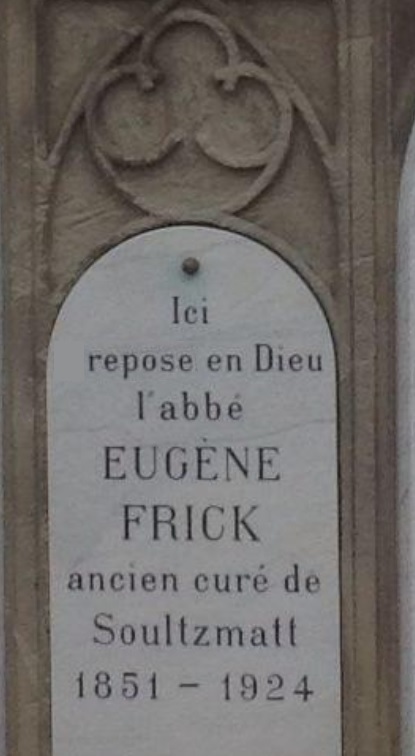 Ici
repose en Dieu
l'abbé
EUGÈNE
FRICK
ancien curé de
Soultzmatt
1851 – 1924